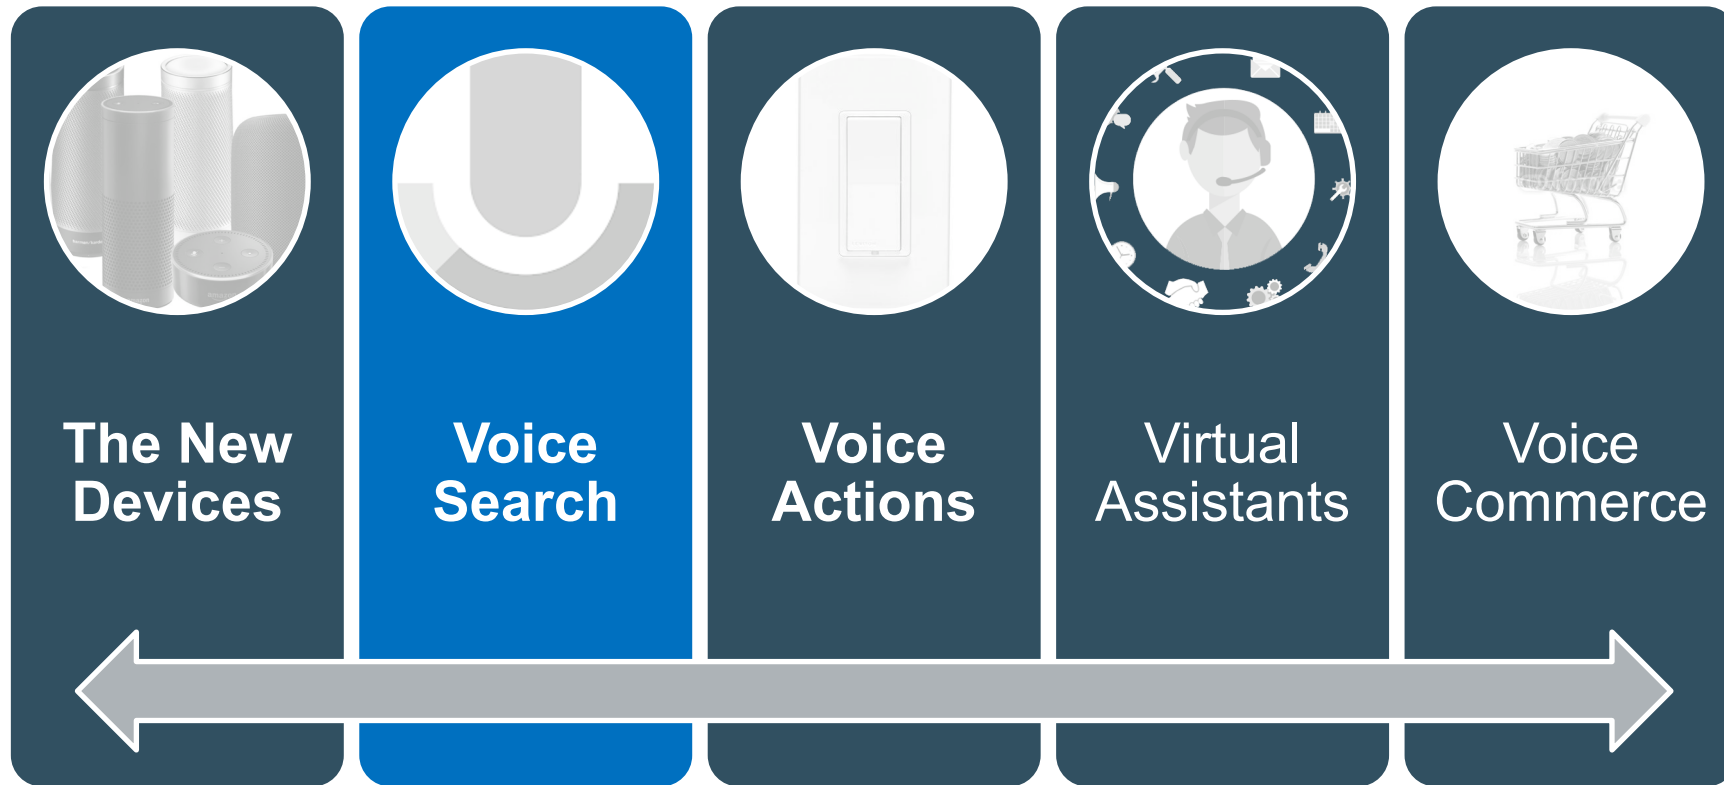 The New
Devices
Voice
Search
Voice
Actions
Virtual
Assistants
Voice
Commerce